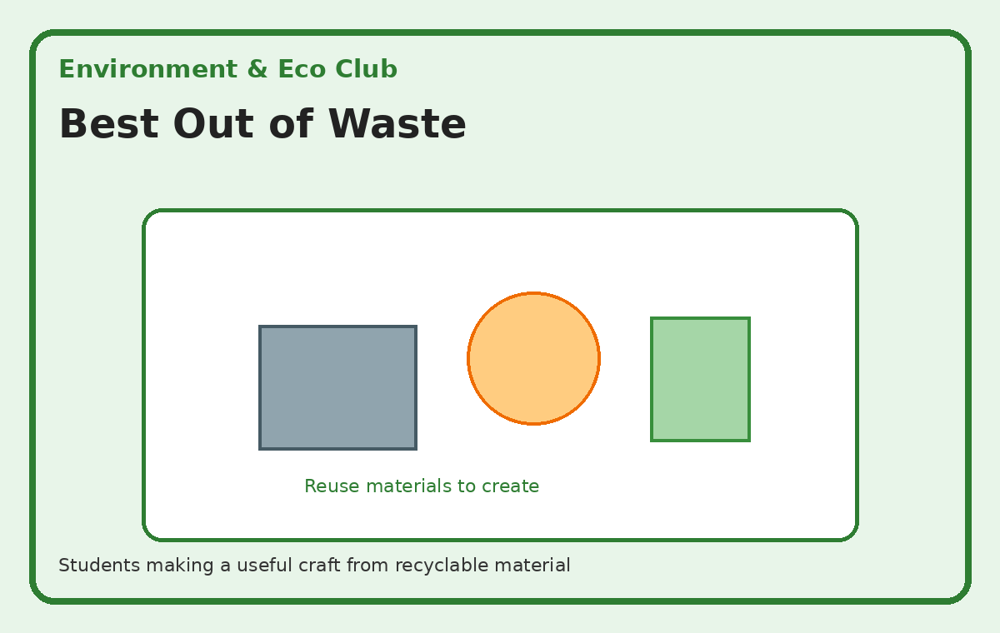 Environment & Eco Club
Best Out of Waste
Reuse materials to create
Students making a useful craft from recyclable material